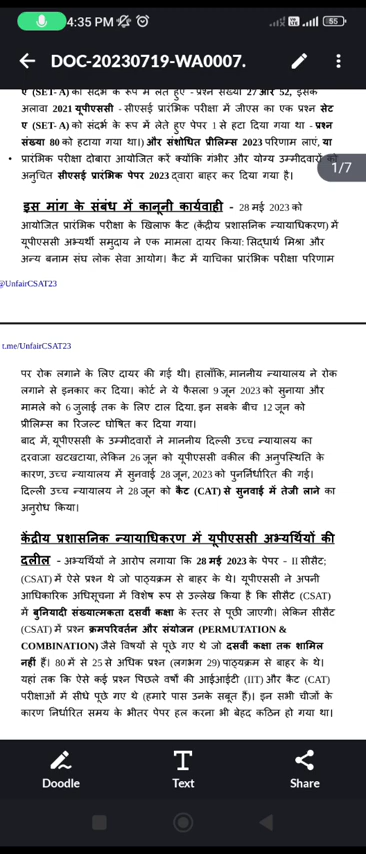 4:35 PM
55
DOC-20230719-WA0007.
ए (SET- A) को संदर्भ के रूप में लेते हुए - प्रश्न संख्या 27 और 52, इसके
अलावा 2021 यूपीएससी - सीएसई प्रारंभिक परीक्षा में जीएस का एक प्रश्न सेट
ए (SET-A) को संदर्भ के रूप में लेते हुए पेपर 1 से हटा दिया गया था - प्रश्न
संख्या 80 को हटाया गया था।) और संशोधित प्रीलिम्स 2023 परिणाम लाएं, या
• प्रारंभिक परीक्षा दोबारा आयोजित करें क्योंकि गंभीर और योग्य उम्मीदवारों को
अनुचित सीएसई प्रारंभिक पेपर 2023 द्वारा बाहर कर दिया गया है।
1/7
इस मांग के संबंध में कानूनी कार्यवाही - 28 मई 2023 को
आयोजित प्रारंभिक परीक्षा के खिलाफ कैट (केंद्रीय प्रशासनिक न्यायाधिकरण) में
यूपीएससी अभ्यर्थी समुदाय ने एक मामला दायर किया: सिद्धार्थ मिश्रा और
अन्य बनाम संघ लोक सेवा आयोग। कैट में याचिका प्रारंभिक परीक्षा परिणाम
@UnfairCSAT23
t.me/UnfairCSAT23
पर रोक लगाने के लिए दायर की गई थी। हालाँकि, माननीय न्यायालय ने रोक
लगाने से इनकार कर दिया। कोर्ट ने ये फैसला 9 जून 2023 को सुनाया और
मामले को 6 जुलाई तक के लिए टाल दिया. इन सबके बीच 12 जून को
प्रीलिम्स का रिजल्ट घोषित कर दिया गया।
बाद में, यूपीएससी के उम्मीदवारों ने माननीय दिल्ली उच्च न्यायालय का
दरवाजा खटखटाया, लेकिन 26 जून को यूपीएससी वकील की अनुपस्थिति के
कारण, उच्च न्यायालय में सुनवाई 28 जून, 2023 को पुनर्निर्धारित की गई।
दिल्ली उच्च न्यायालय ने 28 जून को कैट (CAT) से सुनवाई में तेजी लाने का
अनुरोध किया।
केंद्रीय प्रशासनिक न्यायाधिकरण में यूपीएससी अभ्यर्थियों की
दलील - अभ्यर्थियों ने आरोप लगाया कि 28 मई 2023 के पेपर - II सीसैट;
(CSAT) में ऐसे प्रश्न थे जो पाठ्यक्रम से बाहर के थे। यूपीएससी ने अपनी
आधिकारिक अधिसूचना में विशेष रूप से उल्लेख किया है कि सीसैट (CSAT)
में बुनियादी संख्यात्मकता दसवीं कक्षा के स्तर से पूछी जाएगी। लेकिन सीसैट
(CSAT) में प्रश्न क्रमपरिवर्तन और संयोजन (PERMUTATION &
COMBINATION) जैसे विषयों से पूछे गए थे जो दसवीं कक्षा तक शामिल
नहीं हैं। 80 में से 25 से अधिक प्रश्न (लगभग 29) पाठ्यक्रम से बाहर के थे।
यहां तक कि ऐसे कई प्रश्न पिछले वर्षों की आईआईटी (IIT) और कैट (CAT)
परीक्षाओं में सीधे पूछे गए थे (हमारे पास उनके सबूत हैं)। इन सभी चीजों के
कारण निर्धारित समय के भीतर पेपर हल करना भी बेहद कठिन हो गया था।
Doodle
Text
Share